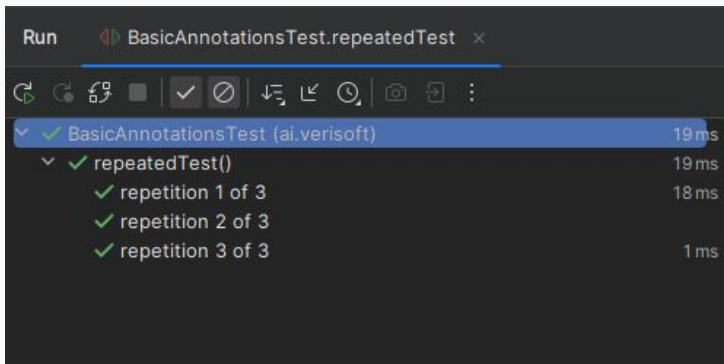 Run BasicAnnotationsTest.repeatedTest
BasicAnnotationsTest (ai.verisoft) 19 ms
repeatedTest() 19 ms
repetition 1 of 3 18 ms
repetition 2 of 3
repetition 3 of 3 1 ms